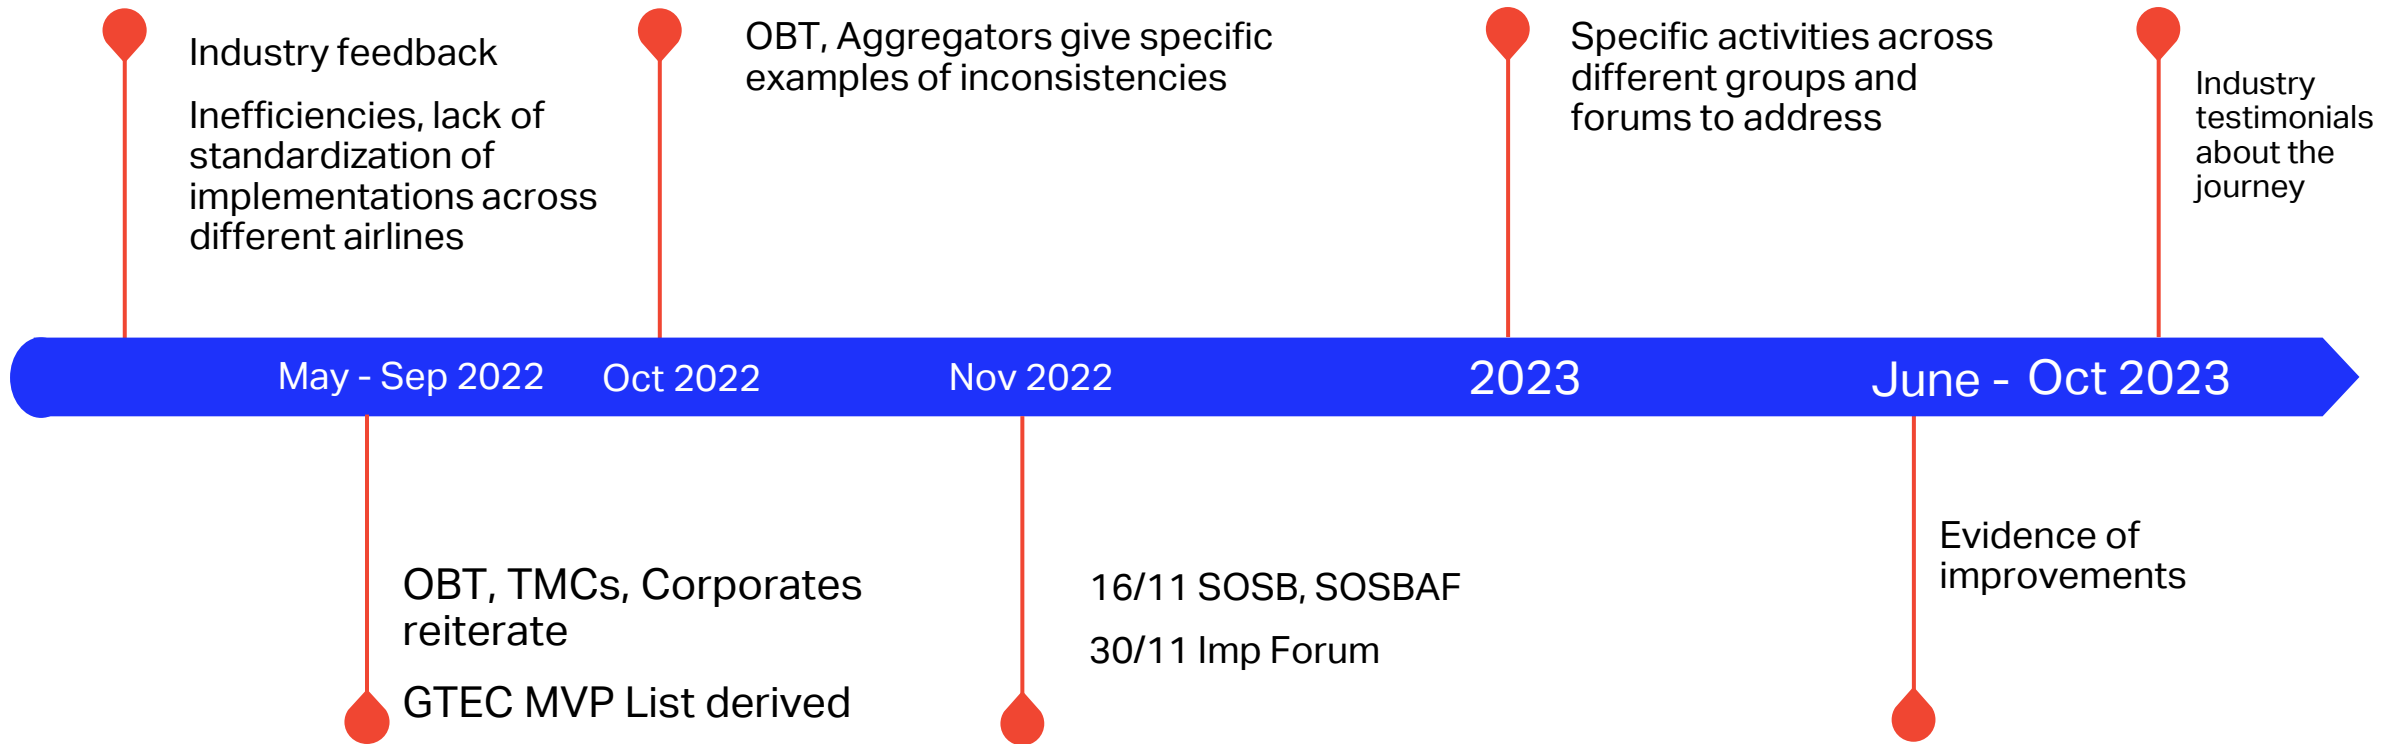 Industry feedback
Inefficiencies, lack of
standardization of
implementations across
different airlines
OBT, Aggregators give specific
examples of inconsistencies
Specific activities across
different groups and
forums to address
Industry
testimonials
about the
journey
May - Sep 2022
Oct 2022
Nov 2022
2023
June - Oct 2023
OBT, TMCs, Corporates
reiterate
GTEC MVP List derived
16/11 SOSB, SOSBAF
30/11 Imp Forum
Evidence of
improvements